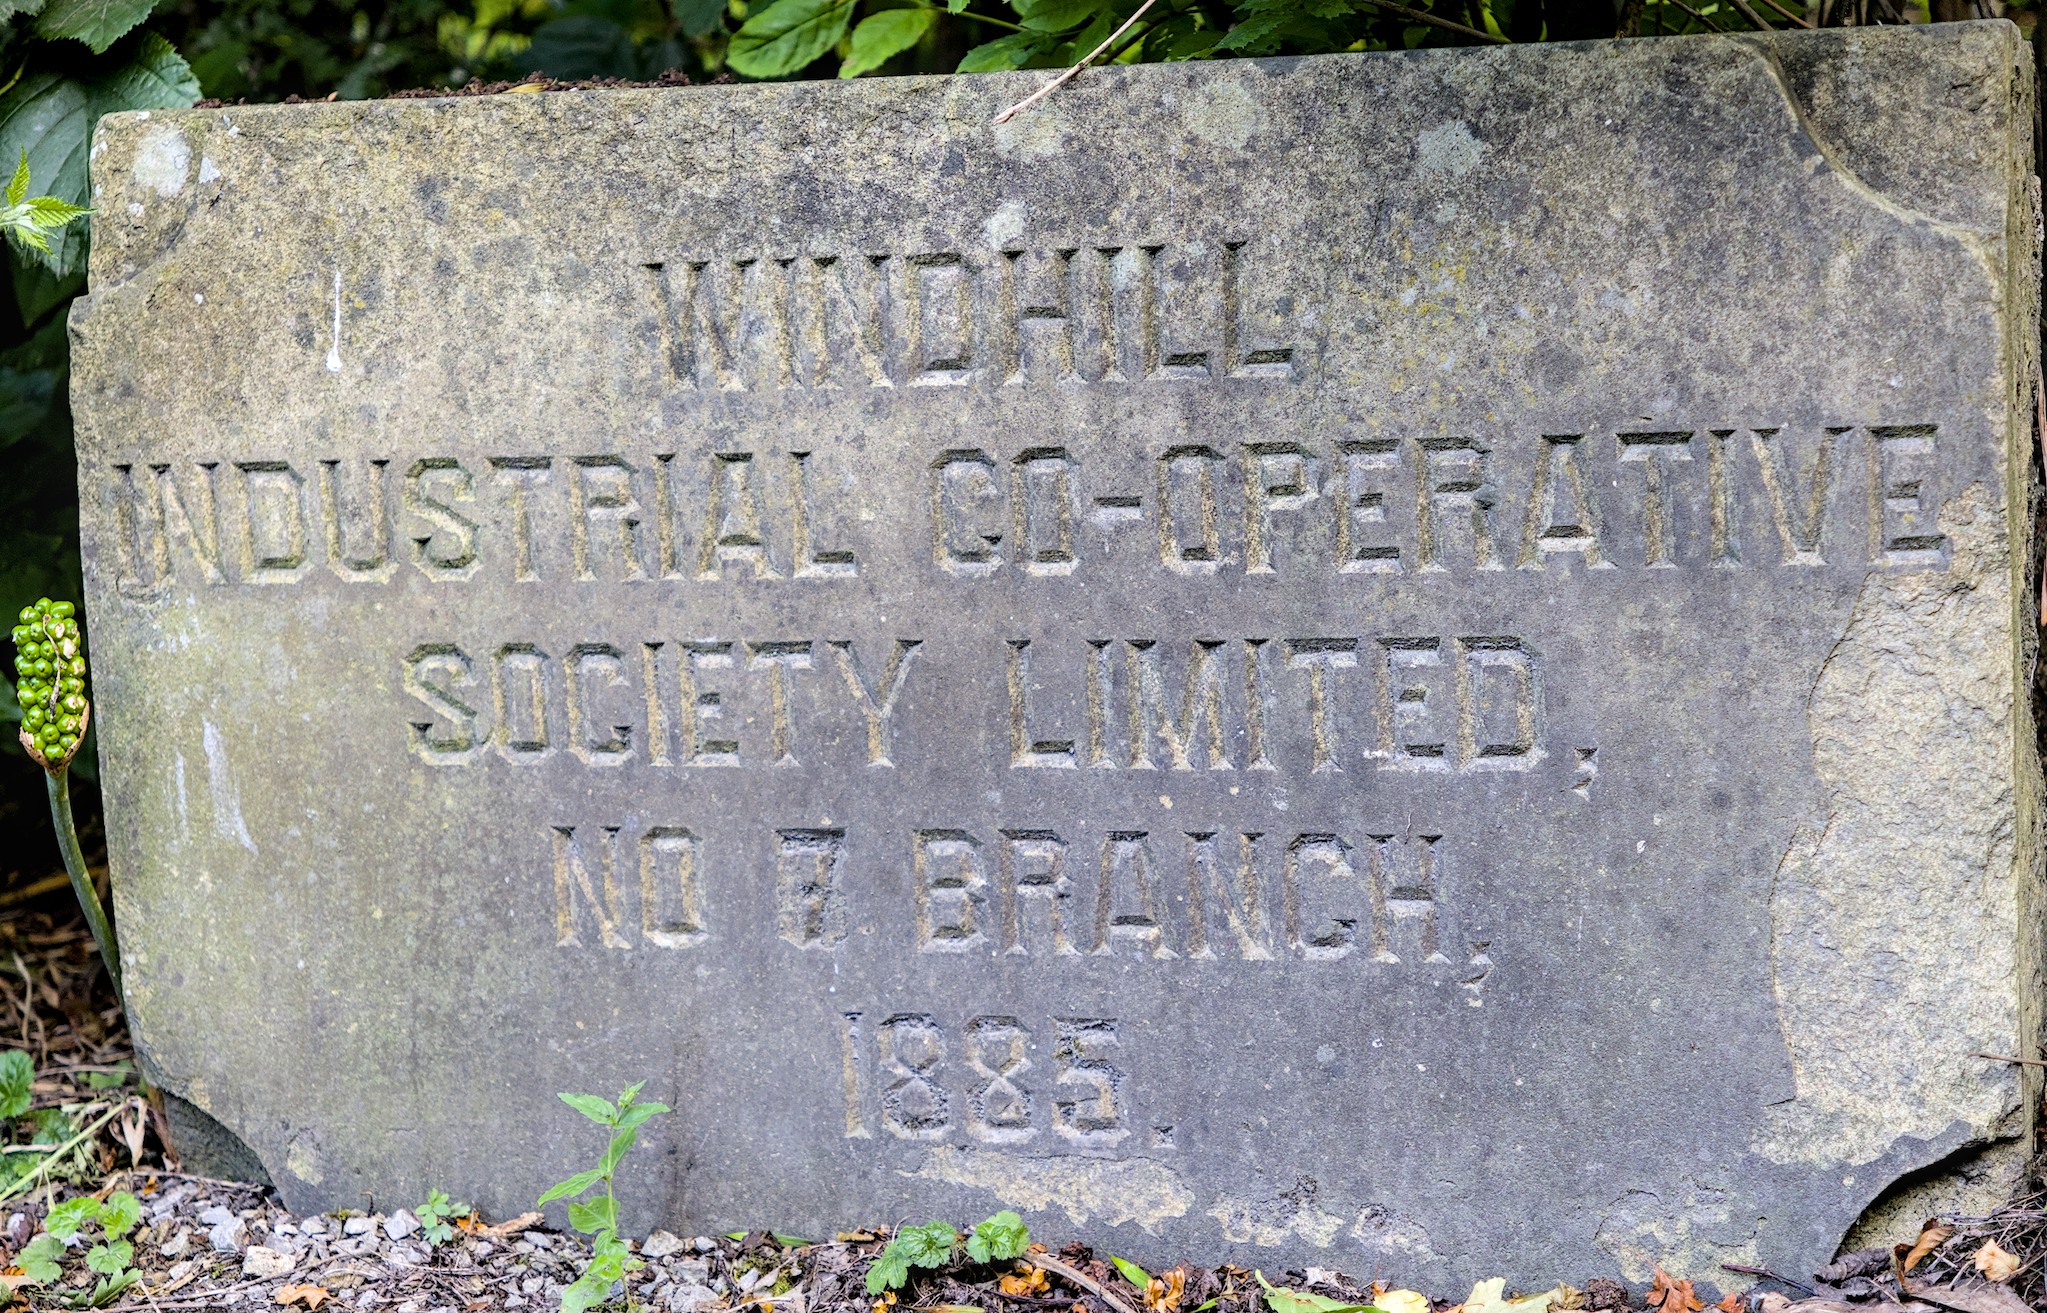 WINDHILL
INDUSTRIAL CO-OPERATIVE
SOCIETY LIMITED,
NO 7. BRANCH,
1885.